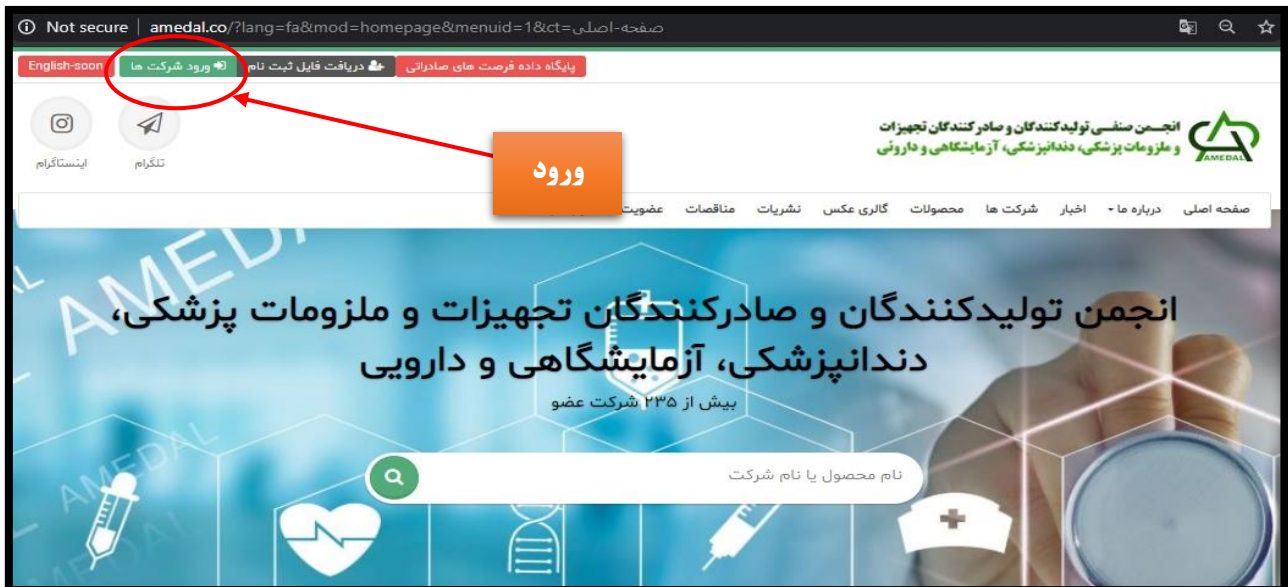 Not secure | amedal.co/?lang=fa&mod=homepage&menuid=1&ct=صفحه-اصلی
پایگاه داده فرصت های صادراتی
دریافت فایل ثبت نام
ورود شرکت ها
English-soon
انجمن صنفی تولیدکنندگان و صادرکنندگان تجهیزات
و ملزومات پزشکی، دندانپزشکی، آزمایشگاهی و داروئی
AMEDAL
تلگرام
اینستاگرام
ورود
صفحه اصلی درباره ما اخبار شرکت ها محصولات گالری عکس نشریات مناقصات عضویت
AMEDAL
انجمن تولیدکنندگان و صادرکنندگان تجهیزات و ملزومات پزشکی،
دندانپزشکی، آزمایشگاهی و دارویی
بیش از ۲۳۵ شرکت عضو
نام محصول یا نام شرکت
AMEDAL